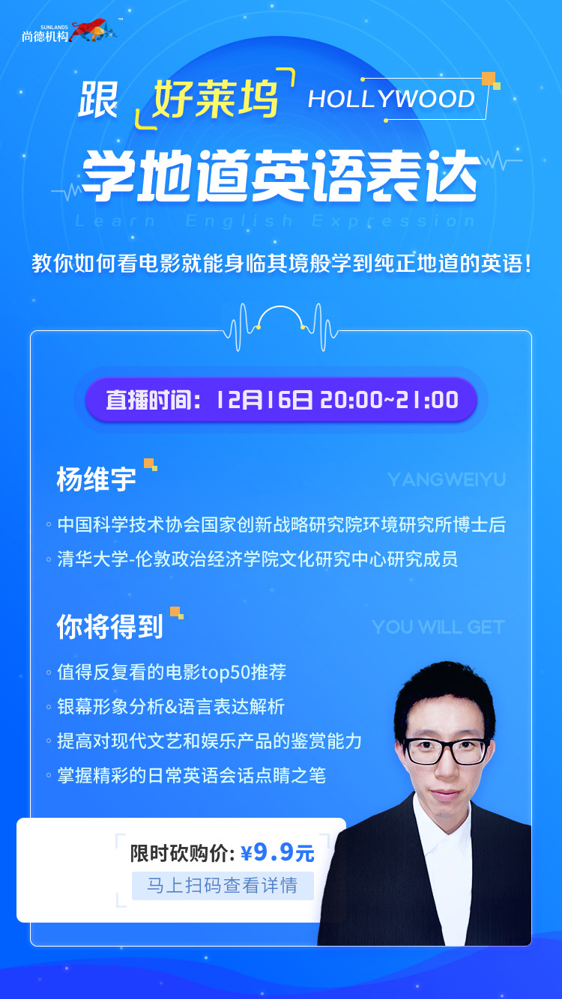 SUNLANDS
尚德机构
™
跟 好莱坞 HOLLYWOOD
学地道英语表达
Learn English Expression
教你如何看电影就能身临其境般学到纯正地道的英语!
直播时间：12月16日 20:00~21:00
杨维宇
YANGWEIYU
中国科学技术协会国家创新战略研究院环境研究所博士后
清华大学-伦敦政治经济学院文化研究中心研究成员
你将得到
YOU WILL GET
值得反复看的电影top50推荐
银幕形象分析&语言表达解析
提高对现代文艺和娱乐产品的鉴赏能力
掌握精彩的日常英语会话点睛之笔
限时砍购价: ¥9.9元
马上扫码查看详情